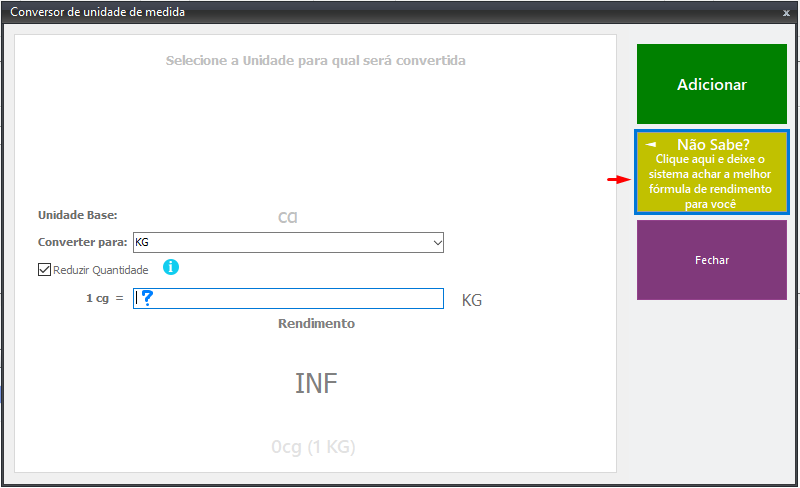 Conversor de unidade de medida
x
Selecione a Unidade para qual será convertida
Adicionar
Não Sabe?
Clique aqui e deixe o
sistema achar a melhor
fórmula de rendimento
para você
Unidade Base: ca
Converter para: KG
Fechar
Reduzir Quantidade i
1 cg = ? KG
Rendimento
INF
0cg (1 KG)